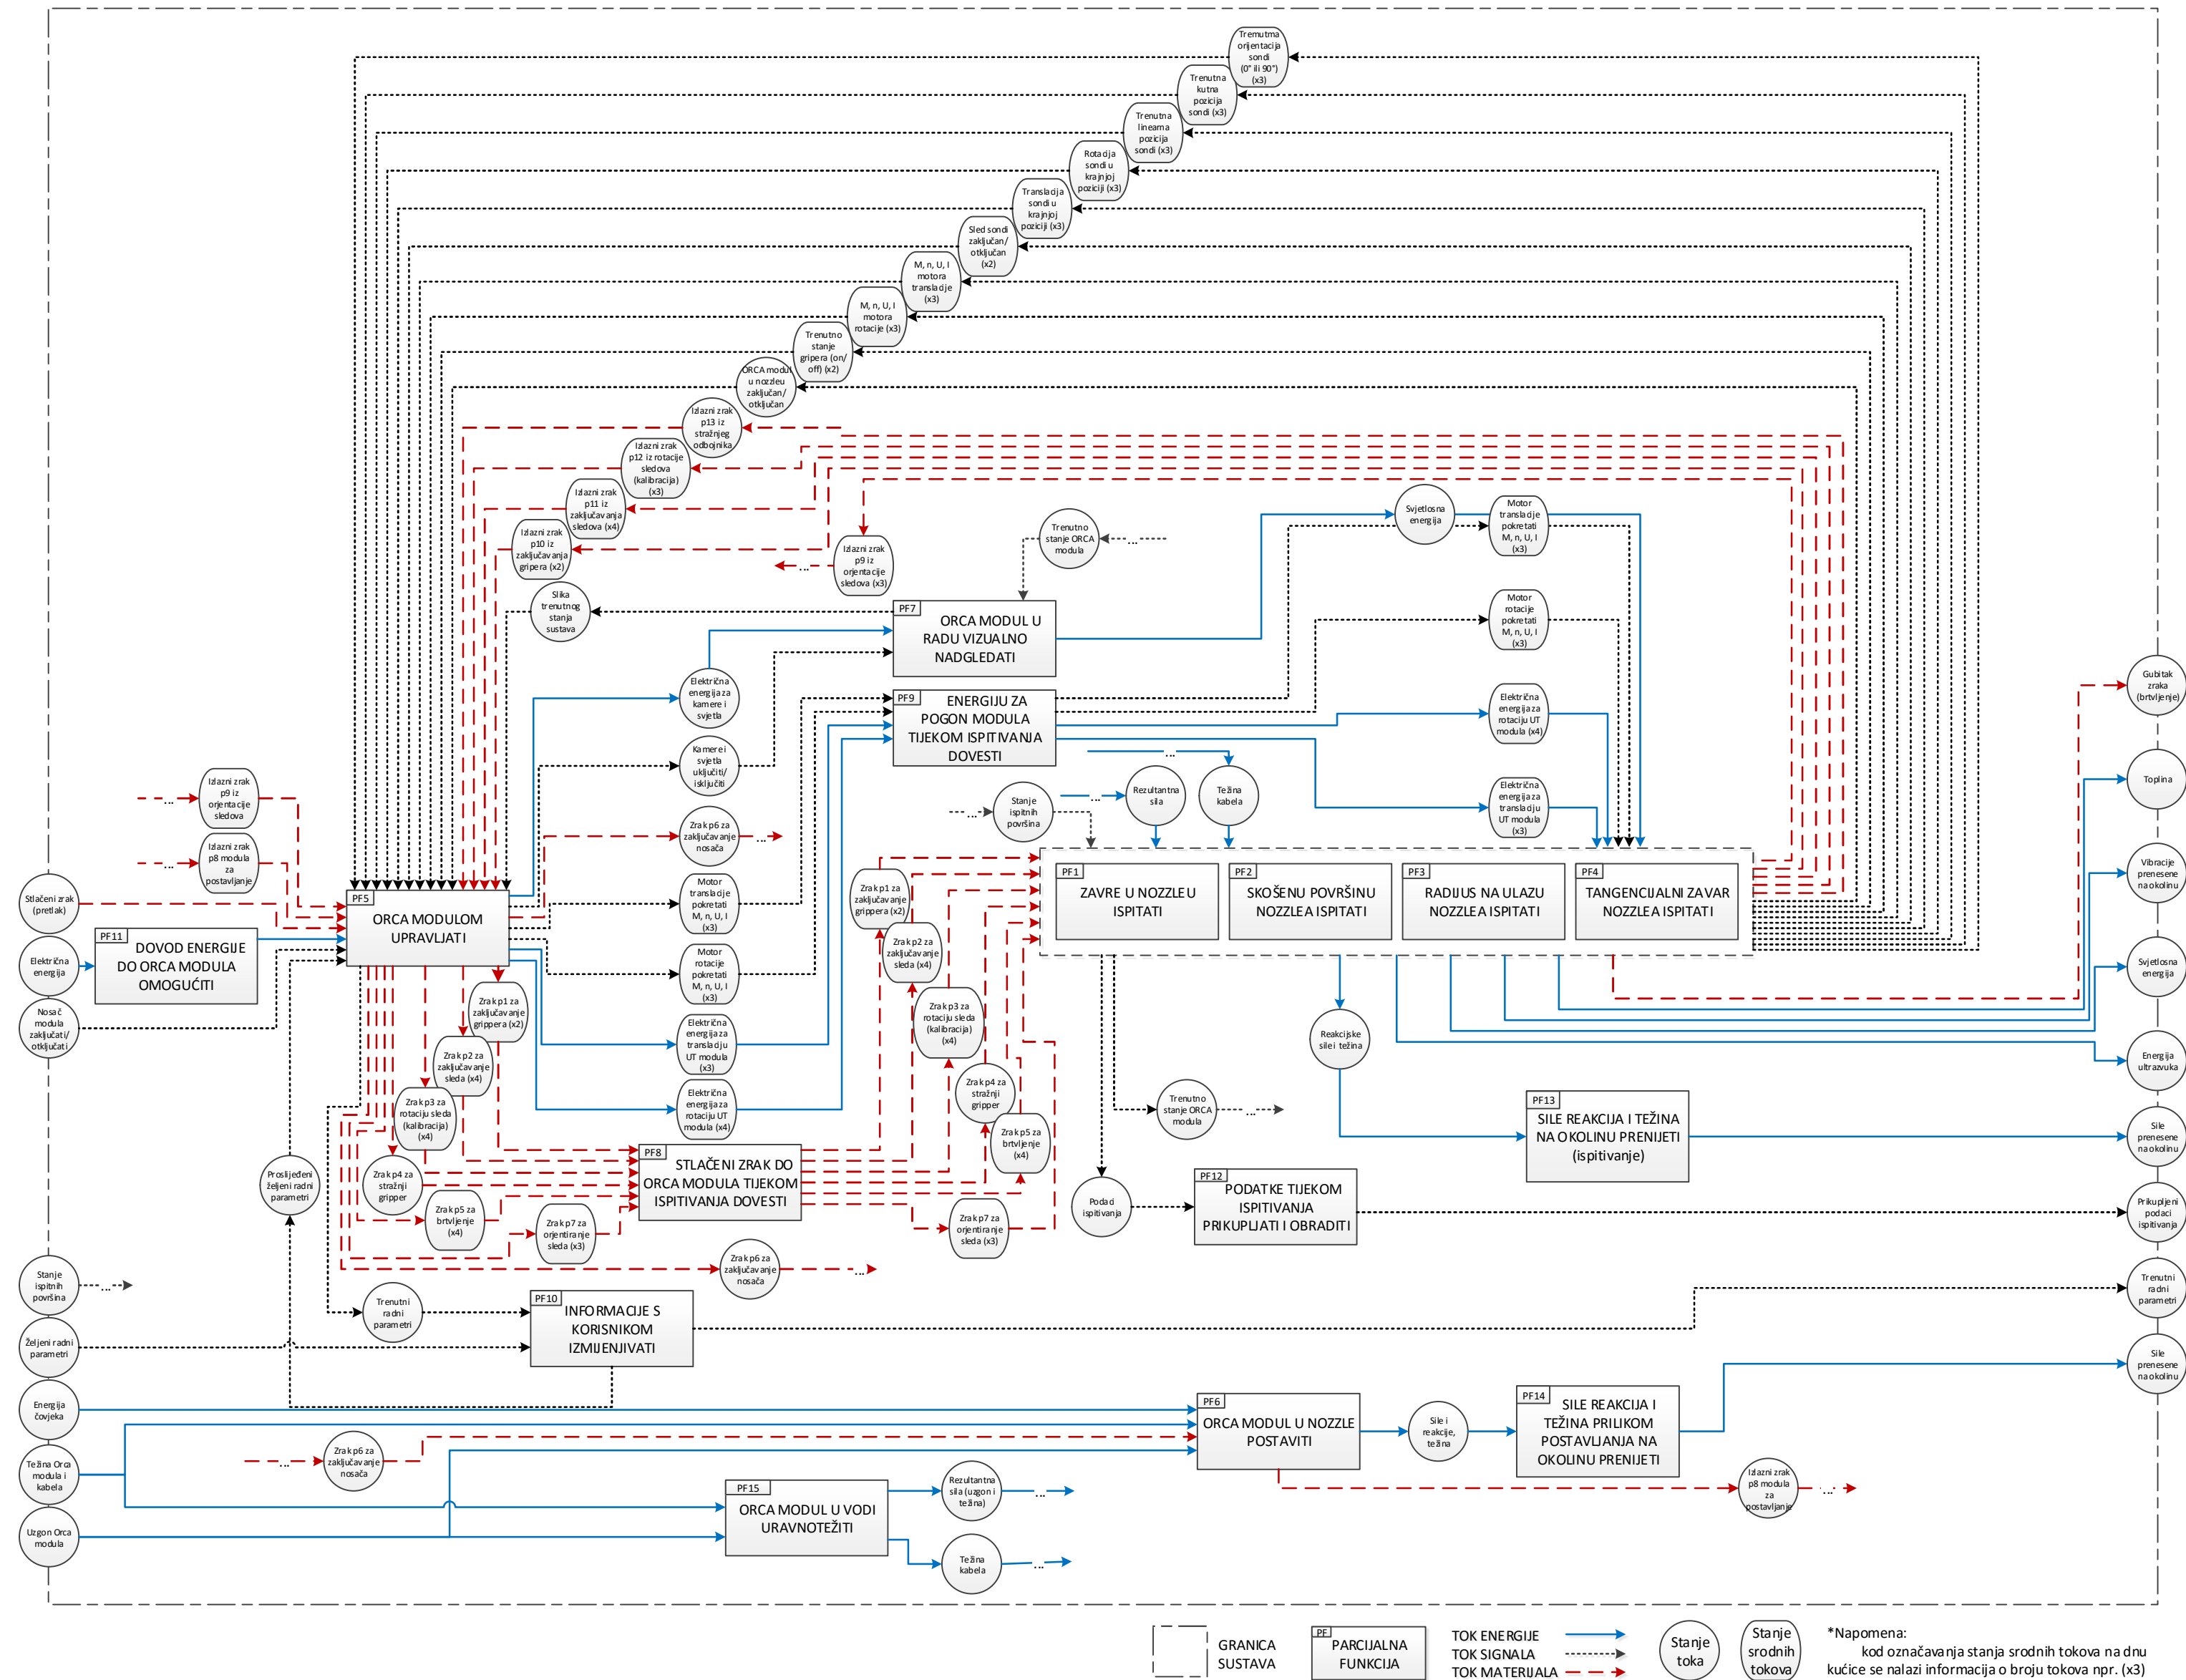 Tremutma
orijentacija
sondi
(0° ili 90°)
(x3)
Trenutna
kutna
pozicija
sondi (x3)
Trenutna
linearna
pozicija
sondi (x3)
Rotacija
sondi u
krajnjoj
poziciji (x3)
Translacija
sondi u
krajnjoj
poziciji (x3)
Sled sondi
zaključan/
otključan
(x2)
M, n, U, I
motora
translacije
(x3)
M, n, U, I
motora
rotacije (x3)
Trenutno
stanje
gripera (on/
off) (x2)
ORCA modul
u nozzleu
zaključan/
otključan
Izlazni zrak
p13 iz
stražnjeg
odbojnika
Izlazni zrak
p12 iz rotacije
sledova
(kalibracija)
(x3)
Izlazni zrak
p11 iz
zaključavanja
sledova (x4)
Izlazni zrak
p10 iz
zaključavanja
gripera (x2)
Izlazni zrak
p9 iz
orjentacije
sledova (x3)
...
Trenutno
stanje ORCA
modula
...
Svjetlosna
energija
Motor
translacije
pokretati
M, n, U, I
(x3)
Slika
trenutnog
stanja
sustava
PF7
ORCA MODUL U
RADU VIZUALNO
NADGLEDATI
Motor
rotacije
pokretati
M, n, U, I
(x3)
Električna
energija za
kamere i
svjetla
PF9
ENERGIJU ZA
POGON MODULA
TIJEKOM ISPITIVANJA
DOVESTI
Električna
energija za
rotaciju UT
modula (x4)
Gubitak
zraka
(brtvljenje)
Kamere i
svjetla
uključiti/
isključiti
...
Toplina
...
Izlazni zrak
p9 iz
orjentacije
sledova
...
Stanje
ispitnih
površina
...
Rezultantna
sila
Težina
kabela
Električna
energija za
translaciju
UT modula
(x3)
Zrak p6 za
zaključavanje
nosača
...
...
Izlazni zrak
p8 modula
za
postavljanje
Stlačeni zrak
(pretlak)
PF5
ORCA MODULOM
UPRAVLJATI
Motor
translacije
pokretati
M, n, U, I
(x3)
Zrak p1 za
zaključavanje
grippera (x2)
PF1
ZAVRE U NOZZLEU
ISPITATI
PF2
SKOŠENU POVRŠINU
NOZZLEA ISPITATI
PF3
RADIJUS NA ULAZU
NOZZLEA ISPITATI
PF4
TANGENCIJALNI ZAVAR
NOZZLEA ISPITATI
Vibracije
prenesene
na okolinu
Električna
energija
PF11
DOVOD ENERGIJE
DO ORCA MODULA
OMOGUĆITI
Motor
rotacije
pokretati
M, n, U, I
(x3)
Zrak p2 za
zaključavanje
sleda (x4)
Svjetlosna
energija
Nosač
modula
zaključati/
otključati
Zrak p1 za
zaključavanje
grippera (x2)
Zrak p3 za
rotaciju sleda
(kalibracija)
(x4)
Električna
energija za
translaciju
UT modula
(x3)
Reakcijske
sile i težina
Energija
ultrazvuka
Zrak p2 za
zaključavanje
sleda (x4)
Zrak p3 za
rotaciju sleda
(kalibracija)
(x4)
Električna
energija za
rotaciju UT
modula (x4)
Zrak p4 za
stražnji
gripper
Trenutno
stanje ORCA
modula
...
Zrak p5 za
brtvljenje
(x4)
PF13
SILE REAKCIJA I TEŽINA
NA OKOLINU PRENIJETI
(ispitivanje)
Sile
prenesene
na okolinu
Proslijeđeni
željeni radni
parametri
Zrak p4 za
stražnji
gripper
PF8
STLAČENI ZRAK DO
ORCA MODULA TIJEKOM
ISPITIVANJA DOVESTI
Podaci
ispitivanja
PF12
PODATKE TIJEKOM
ISPITIVANJA
PRIKUPLJATI I OBRADITI
Prikupljeni
podaci
ispitivanja
Zrak p5 za
brtvljenje
(x4)
Zrak p7 za
orjentiranje
sleda (x3)
Zrak p7 za
orjentiranje
sleda (x3)
Zrak p6 za
zaključavanje
nosača
...
Stanje
ispitnih
površina
...
Trenutni
radni
parametri
PF10
INFORMACIJE S
KORISNIKOM
IZMIJENJIVATI
Trenutni
radni
parametri
Željeni radni
parametri
Sile
prenesene
na okolinu
Energija
čovjeka
PF6
ORCA MODUL U NOZZLE
POSTAVITI
Sile i
reakcije,
težina
PF14
SILE REAKCIJA I
TEŽINA PRILIKOM
POSTAVLJANJA NA
OKOLINU PRENIJETI
Težina Orca
modula i
kabela
...
Zrak p6 za
zaključavanje
nosača
Izlazni zrak
p8 modula
za
postavljanje
...
Uzgon Orca
modula
PF15
ORCA MODUL U VODI
URAVNOTEŽITI
Rezultantna
sila (uzgon i
težina)
...
Težina
kabela
...
GRANICA
SUSTAVA
PF
PARCIJALNA
FUNKCIJA
TOK ENERGIJE
TOK SIGNALA
TOK MATERIJALA
Stanje
toka
Stanje
srodnih
tokova
*Napomena:
kod označavanja stanja srodnih tokova na dnu
kućice se nalazi informacija o broju tokova npr. (x3)